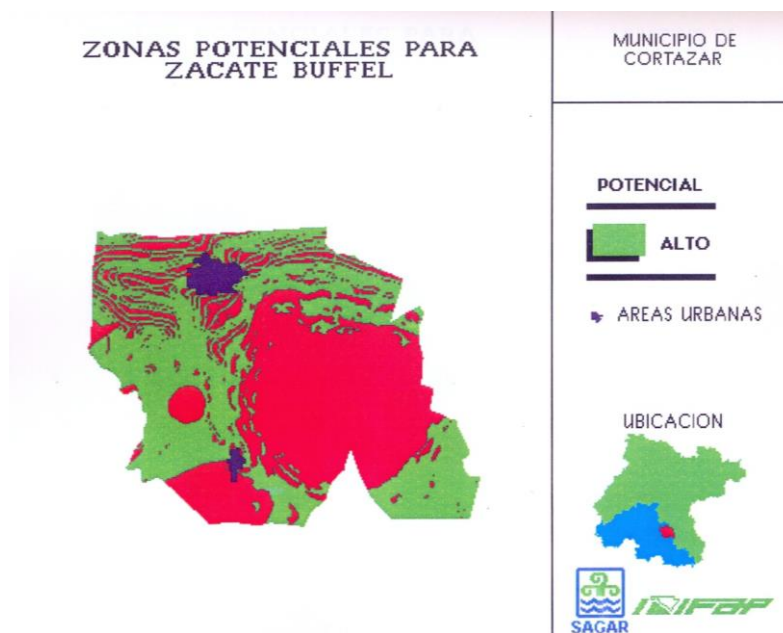 ZONAS POTENCIALES PARA
ZACATE BUFFEL
MUNICIPIO DE
CORTAZAR
POTENCIAL
ALTO
AREAS URBANAS
UBICACION
SAGAR
INIFAP